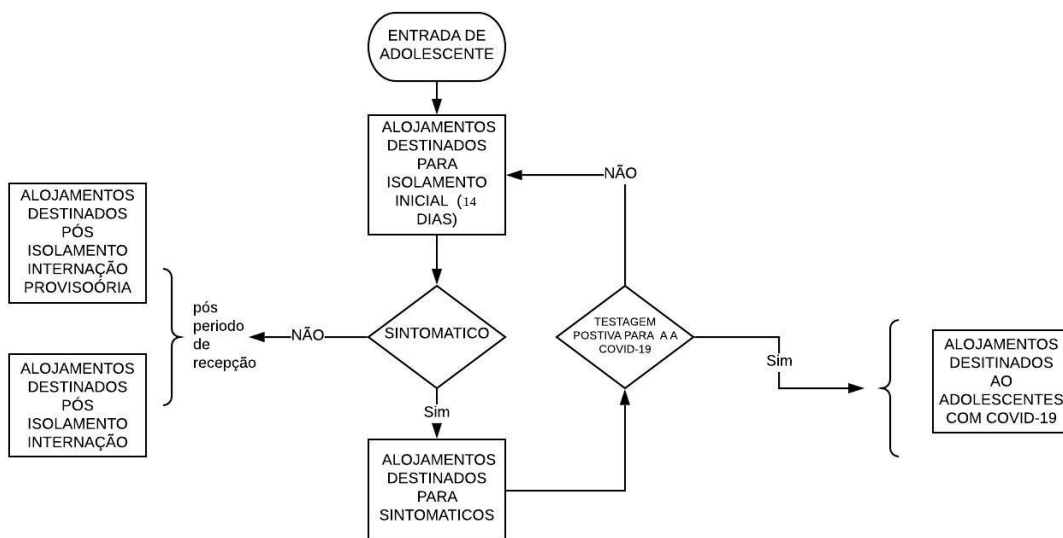 ENTRADA DE
ADOLESCENTE
ALOJAMENTOS
DESTINADOS
PARA
ISOLAMENTO
INICIAL (14
DIAS)
NÃO
ALOJAMENTOS
DESTINADOS
PÓS
ISOLAMENTO
INTERNAÇÃO
PROVISOÓRIA
pós
periodo
de
recepção
NÃO
SINTOMATICO
TESTAGEM
POSTIVA PARA A A
COVID-19
Sim
ALOJAMENTOS
DESITINADOS
AO
ADOLESCENTES
COM COVID-19
ALOJAMENTOS
DESTINADOS
PÓS
ISOLAMENTO
INTERNAÇÃO
Sim
ALOJAMENTOS
DESTINADOS
PARA
SINTOMATICOS